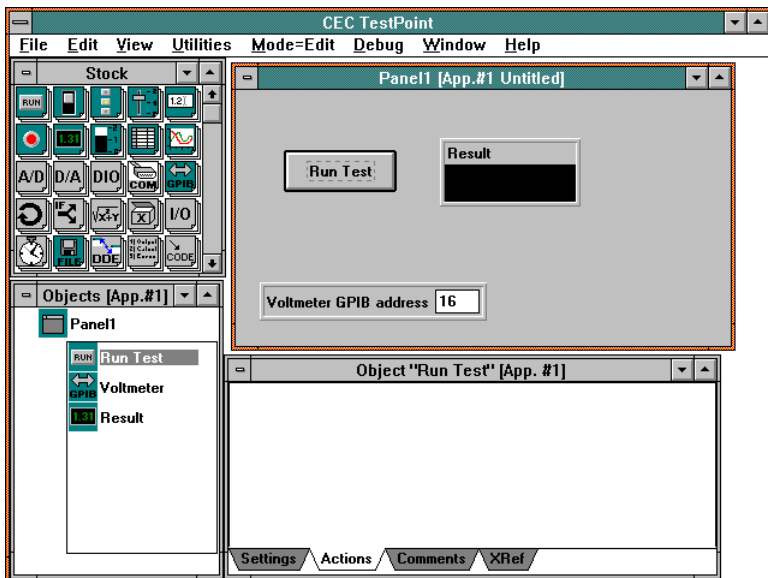 CEC TestPoint
File Edit View Utilities Mode=Edit Debug Window Help
Stock
RUN
1.2
1.31
A/D D/A DIO COM GPIB
IF √x+Y X I/O
FILE DDE CODE
Panel1 [App.#1 Untitled]
Run Test
Result
Voltmeter GPIB address 16
Objects [App.#1]
Panel1
RUN Run Test
GPIB Voltmeter
1.31 Result
Object "Run Test" [App. #1]
Settings Actions Comments XRef